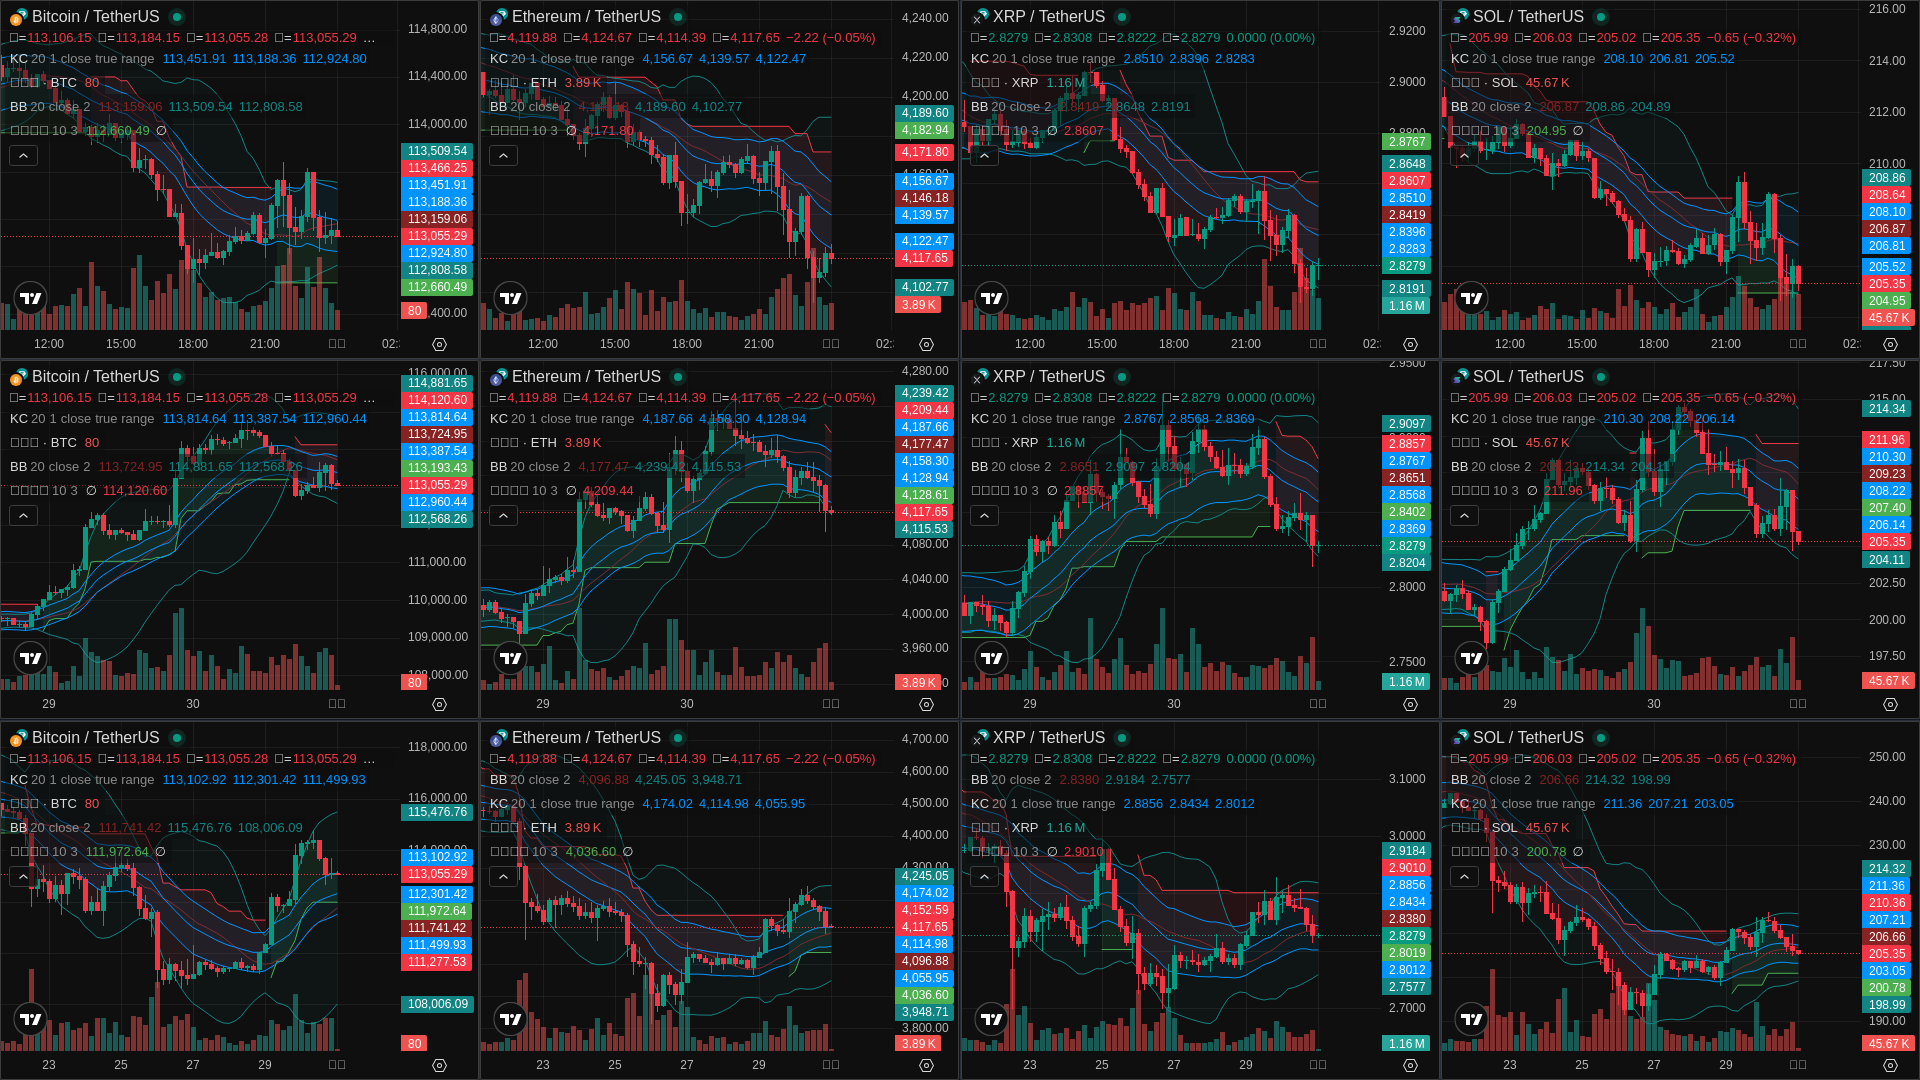 Bitcoin / TetherUS
□=113,106.15 □=113,184.15 □=113,055.28 □=113,055.29 …
KC 20 1 close true range 113,451.91 113,188.36 112,924.80
□□□ · BTC 80
BB 20 close 2 113,159.06 113,509.54 112,808.58
□□□□ 10 3 112,660.49 ∅
114,800.00
114,400.00
114,000.00
113,509.54
113,466.25
113,451.91
113,188.36
113,159.06
113,055.29
112,924.80
112,808.58
112,660.49
80
,400.00
12:00 15:00 18:00 21:00 □□ 02:
Ethereum / TetherUS
□=4,119.88 □=4,124.67 □=4,114.39 □=4,117.65 −2.22 (−0.05%)
KC 20 1 close true range 4,156.67 4,139.57 4,122.47
□□□ · ETH 3.89 K
BB 20 close 2 4,189.60 4,102.77
□□□□ 10 3 ∅ 4,171.80
4,240.00
4,220.00
4,200.00
4,189.60
4,182.94
4,171.80
4,160.00
4,156.67
4,146.18
4,139.57
4,122.47
4,117.65
4,102.77
3.89 K
12:00 15:00 18:00 21:00 □□ 02:
XRP / TetherUS
□=2.8279 □=2.8308 □=2.8222 □=2.8279 0.0000 (0.00%)
KC 20 1 close true range 2.8510 2.8396 2.8283
□□□ · XRP 1.16 M
BB 20 close 2 2.8419 2.8648 2.8191
□□□□ 10 3 ∅ 2.8607
2.9200
2.9000
2.8800
2.8767
2.8648
2.8607
2.8510
2.8419
2.8396
2.8283
2.8279
2.8191
1.16 M
12:00 15:00 18:00 21:00 □□ 02:
SOL / TetherUS
□=205.99 □=206.03 □=205.02 □=205.35 −0.65 (−0.32%)
KC 20 1 close true range 208.10 206.81 205.52
□□□ · SOL 45.67 K
BB 20 close 2 206.87 208.86 204.89
□□□□ 10 3 204.95 ∅
216.00
214.00
212.00
210.00
208.86
208.64
208.10
206.87
206.81
205.52
205.35
204.95
45.67 K
12:00 15:00 18:00 21:00 □□ 02:
Bitcoin / TetherUS
□=113,106.15 □=113,184.15 □=113,055.28 □=113,055.29 …
KC 20 1 close true range 113,814.64 113,387.54 112,960.44
□□□ · BTC 80
BB 20 close 2 113,724.95 114,881.65 112,568.26
□□□□ 10 3 ∅ 114,120.60
116,000.00
114,881.65
114,120.60
113,814.64
113,724.95
113,387.54
113,193.43
113,055.29
112,960.44
112,568.26
111,000.00
110,000.00
109,000.00
,000.00
80
29 30 □□
Ethereum / TetherUS
□=4,119.88 □=4,124.67 □=4,114.39 □=4,117.65 −2.22 (−0.05%)
KC 20 1 close true range 4,187.66 4,158.30 4,128.94
□□□ · ETH 3.89 K
BB 20 close 2 4,177.47 4,239.42 4,115.53
□□□□ 10 3 ∅ 4,209.44
4,280.00
4,239.42
4,209.44
4,187.66
4,177.47
4,158.30
4,128.94
4,128.61
4,117.65
4,115.53
4,080.00
4,040.00
4,000.00
3,960.00
3.89 K
29 30 □□
XRP / TetherUS
□=2.8279 □=2.8308 □=2.8222 □=2.8279 0.0000 (0.00%)
KC 20 1 close true range 2.8767 2.8568 2.8369
□□□ · XRP 1.16 M
BB 20 close 2 2.8651 2.9097 2.8204
□□□□ 10 3 ∅ 2.8857
2.9500
2.9097
2.8857
2.8767
2.8651
2.8568
2.8402
2.8369
2.8279
2.8204
2.8000
2.7500
1.16 M
29 30 □□
SOL / TetherUS
□=205.99 □=206.03 □=205.02 □=205.35 −0.65 (−0.32%)
KC 20 1 close true range 210.30 208.22 206.14
□□□ · SOL 45.67 K
BB 20 close 2 209.23 214.34 204.11
□□□□ 10 3 ∅ 211.96
217.50
215.00
214.34
211.96
210.30
209.23
208.22
207.40
206.14
205.35
204.11
202.50
200.00
197.50
45.67 K
29 30 □□
Bitcoin / TetherUS
□=113,106.15 □=113,184.15 □=113,055.28 □=113,055.29 …
KC 20 1 close true range 113,102.92 112,301.42 111,499.93
□□□ · BTC 80
BB 20 close 2 111,741.42 115,476.76 108,006.09
□□□□ 10 3 111,972.64 ∅
118,000.00
116,000.00
115,476.76
114,000.00
113,102.92
113,055.29
112,301.42
111,972.64
111,741.42
111,499.93
111,277.53
108,006.09
80
23 25 27 29 □□
Ethereum / TetherUS
□=4,119.88 □=4,124.67 □=4,114.39 □=4,117.65 −2.22 (−0.05%)
BB 20 close 2 4,096.88 4,245.05 3,948.71
KC 20 1 close true range 4,174.02 4,114.98 4,055.95
□□□ · ETH 3.89 K
□□□□ 10 3 4,036.60 ∅
4,700.00
4,600.00
4,500.00
4,400.00
4,300.00
4,245.05
4,174.02
4,152.59
4,117.65
4,114.98
4,096.88
4,055.95
4,036.60
3,948.71
3,800.00
3.89 K
23 25 27 29 □□
XRP / TetherUS
□=2.8279 □=2.8308 □=2.8222 □=2.8279 0.0000 (0.00%)
BB 20 close 2 2.8380 2.9184 2.7577
KC 20 1 close true range 2.8856 2.8434 2.8012
□□□ · XRP 1.16 M
□□□□ 10 3 ∅ 2.9010
3.1000
3.0000
2.9184
2.9010
2.8856
2.8434
2.8380
2.8279
2.8019
2.8012
2.7577
2.7000
1.16 M
23 25 27 29 □□
SOL / TetherUS
□=205.99 □=206.03 □=205.02 □=205.35 −0.65 (−0.32%)
BB 20 close 2 206.66 214.32 198.99
KC 20 1 close true range 211.36 207.21 203.05
□□□ · SOL 45.67 K
□□□□ 10 3 200.78 ∅
250.00
240.00
230.00
214.32
211.36
210.36
207.21
206.66
205.35
203.05
200.78
198.99
190.00
45.67 K
23 25 27 29 □□